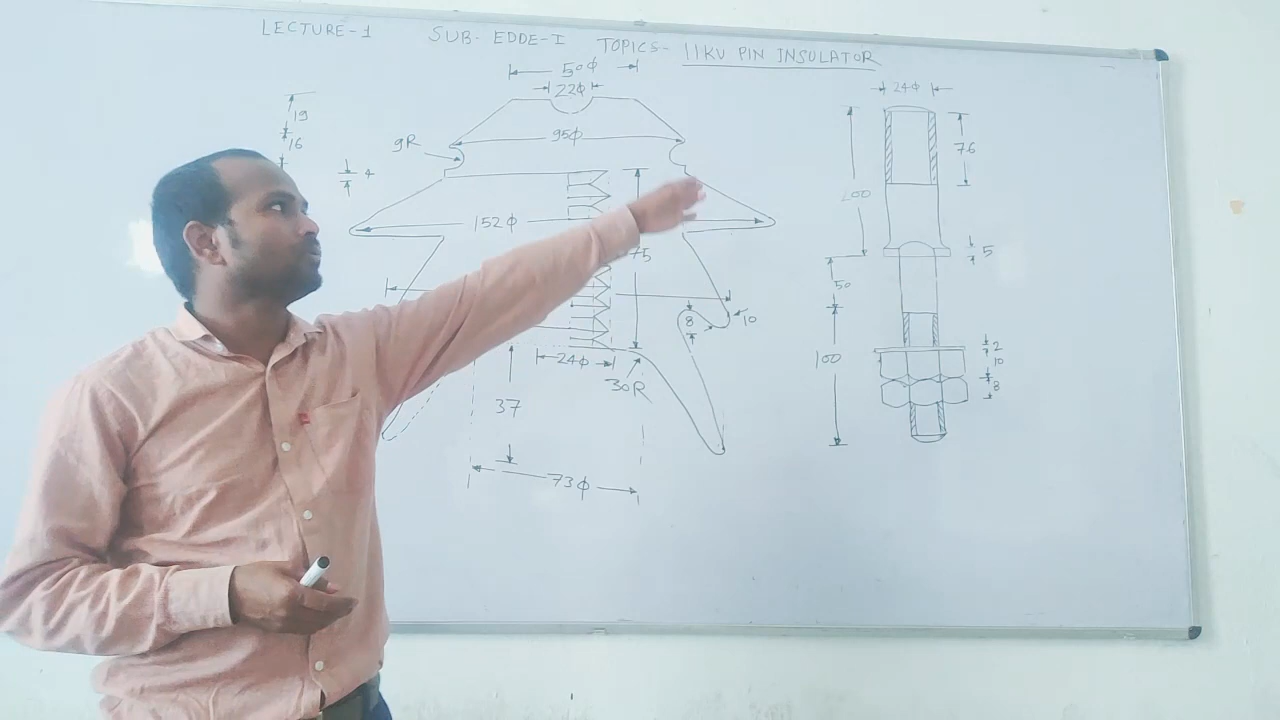 LECTURE-1 SUB- EDDE-I TOPICS- 11KV PIN INSULATOR
50ϕ
22ϕ
24ϕ
19
95ϕ
16
9R
76
4
200
152ϕ
75
5
50
8
10
2
100
10
24ϕ
30R
8
37
73ϕ